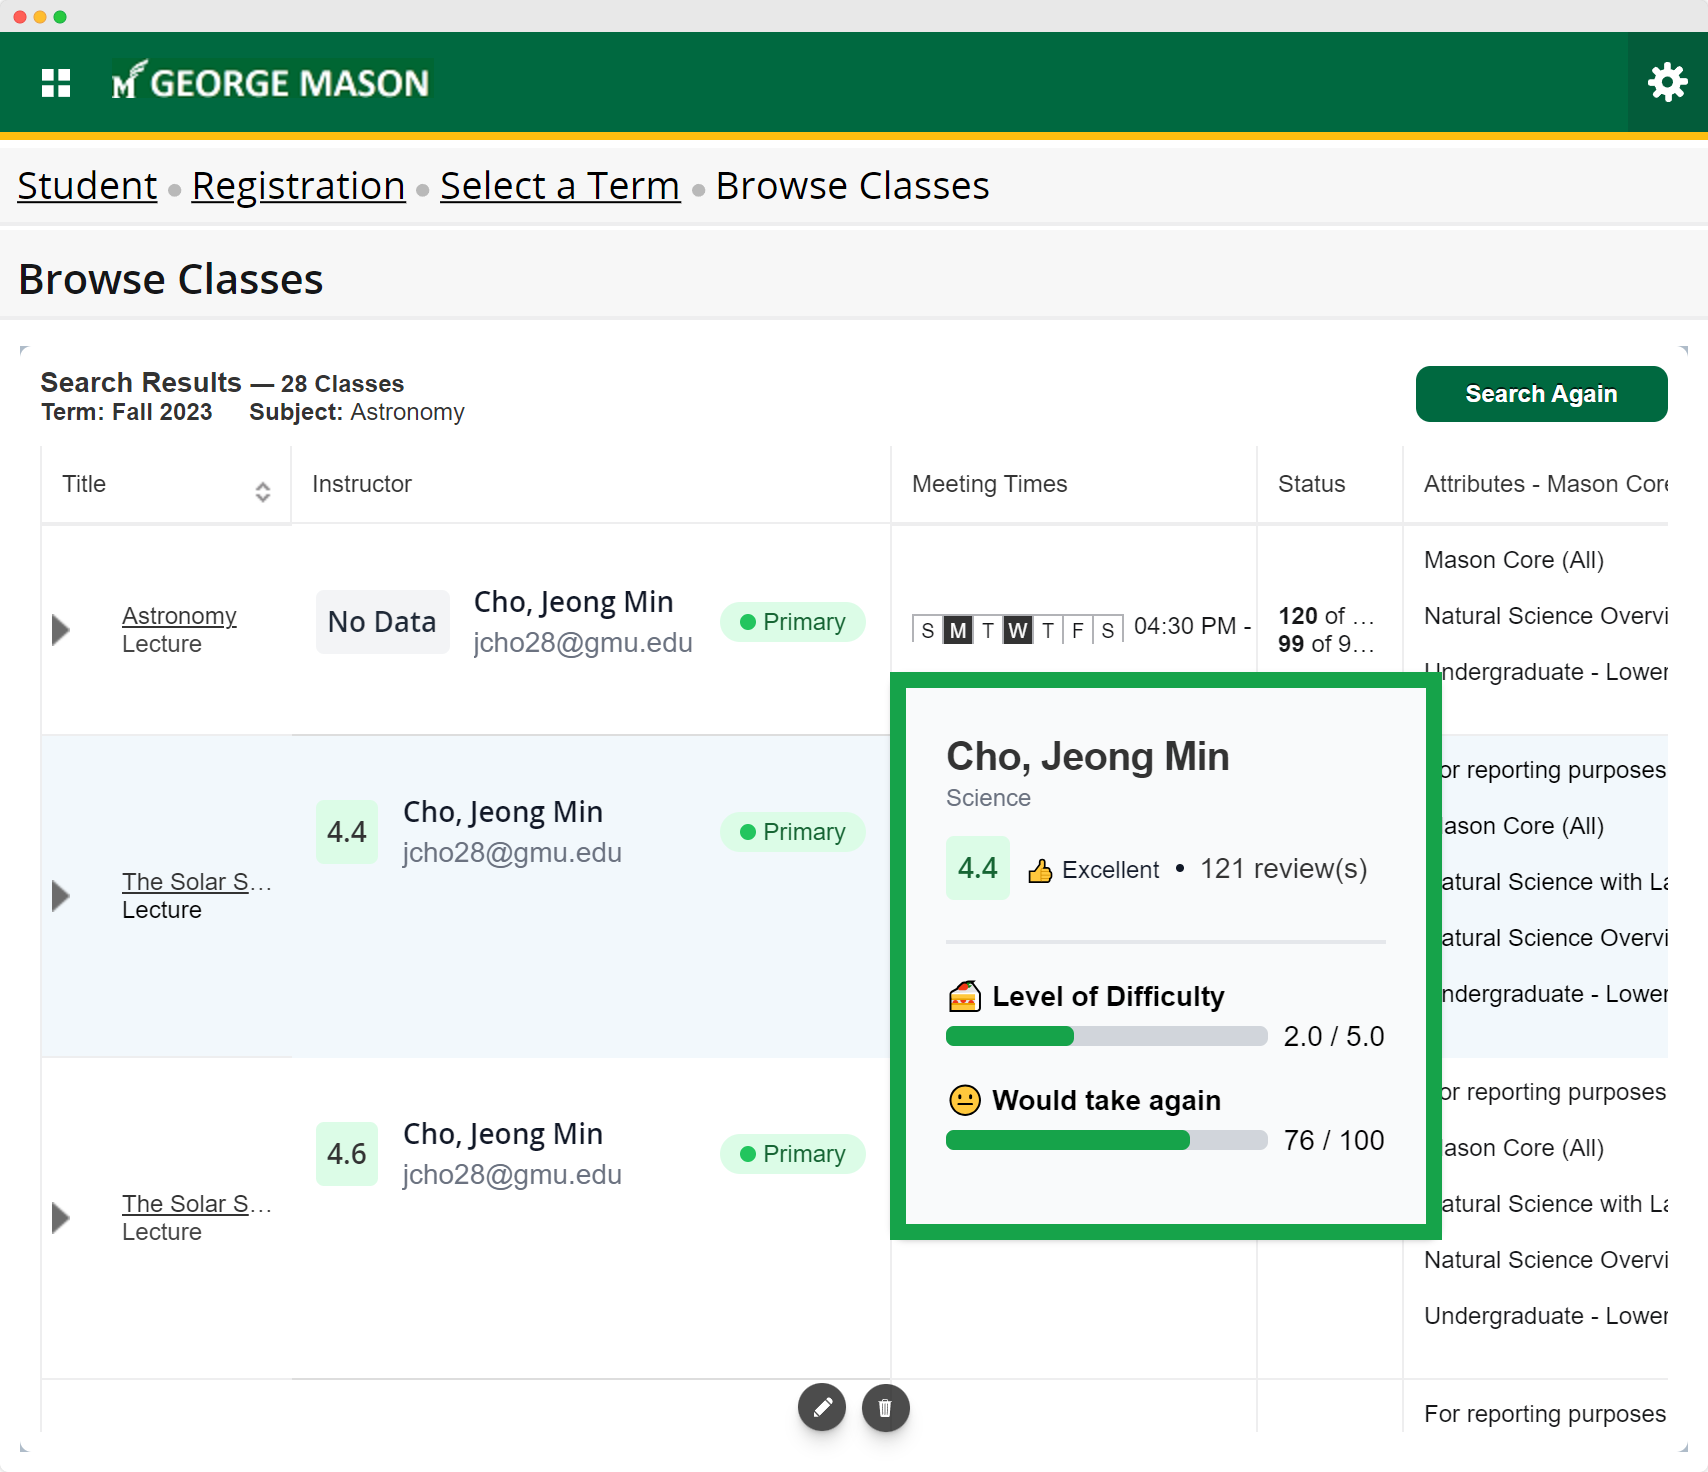 GEORGE MASON
Student • Registration • Select a Term • Browse Classes
Browse Classes
Search Results — 28 Classes
Term: Fall 2023 Subject: Astronomy
Search Again
Title Instructor Meeting Times Status Attributes - Mason Core
Astronomy
Lecture
No Data
Cho, Jeong Min
jcho28@gmu.edu
Primary
S M T W T F S 04:30 PM -
120 of ...
99 of 9...
Mason Core (All)
Natural Science Overvi
Undergraduate - Lower
The Solar S...
Lecture
4.4
Cho, Jeong Min
jcho28@gmu.edu
Primary
or reporting purposes
ason Core (All)
atural Science with La
atural Science Overvi
ndergraduate - Lower
Cho, Jeong Min
Science
4.4 Excellent • 121 review(s)
Level of Difficulty
2.0 / 5.0
Would take again
76 / 100
The Solar S...
Lecture
4.6
Cho, Jeong Min
jcho28@gmu.edu
Primary
or reporting purposes
ason Core (All)
atural Science with La
Natural Science Overvi
Undergraduate - Lower
For reporting purposes